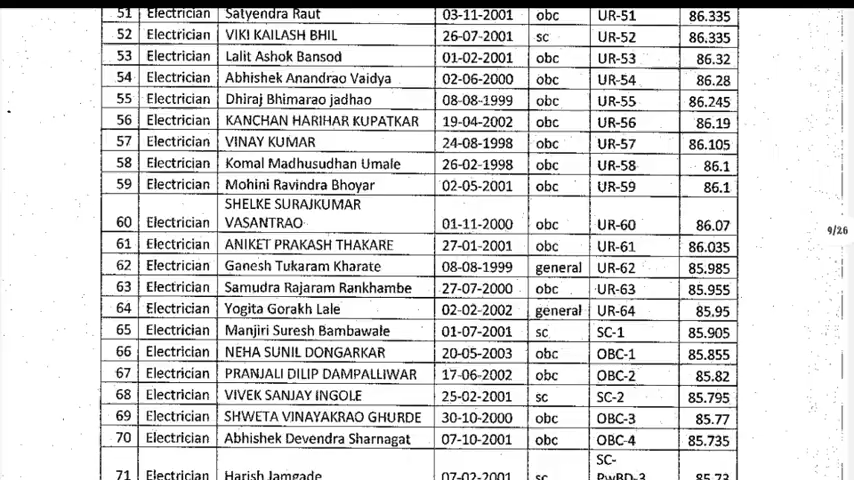 51 Electrician Satyendra Raut 03-11-2001 obc UR-51 86.335
52 Electrician VIKI KAILASH BHIL 26-07-2001 sc UR-52 86.335
53 Electrician Lalit Ashok Bansod 01-02-2001 obc UR-53 86.32
54 Electrician Abhishek Anandrao Vaidya 02-06-2000 obc UR-54 86.28
55 Electrician Dhiraj Bhimarao jadhao 08-08-1999 obc UR-55 86.245
56 Electrician KANCHAN HARIHAR KUPATKAR 19-04-2002 obc UR-56 86.19
57 Electrician VINAY KUMAR 24-08-1998 obc UR-57 86.105
58 Electrician Komal Madhusudhan Umale 26-02-1998 obc UR-58 86.1
59 Electrician Mohini Ravindra Bhoyar 02-05-2001 obc UR-59 86.1
SHELKE SURAJKUMAR
60 Electrician VASANTRAO 01-11-2000 obc UR-60 86.07
9/26
61 Electrician ANIKET PRAKASH THAKARE 27-01-2001 obc UR-61 86.035
62 Electrician Ganesh Tukaram Kharate 08-08-1999 general UR-62 85.985
63 Electrician Samudra Rajaram Rankhambe 27-07-2000 obc UR-63 85.955
64 Electrician Yogita Gorakh Lale 02-02-2002 general UR-64 85.95
65 Electrician Manjiri Suresh Bambawale 01-07-2001 sc SC-1 85.905
66 Electrician NEHA SUNIL DONGARKAR 20-05-2003 obc OBC-1 85.855
67 Electrician PRANJALI DILIP DAMPALLIWAR 17-06-2002 obc OBC-2 85.82
68 Electrician VIVEK SANJAY INGOLE 25-02-2001 sc SC-2 85.795
69 Electrician SHWETA VINAYAKRAO GHURDE 30-10-2000 obc OBC-3 85.77
70 Electrician Abhishek Devendra Sharnagat 07-10-2001 obc OBC-4 85.735
SC-
71 Electrician Harish Jamgade 07-02-2001 sc PwBD-3 85.73